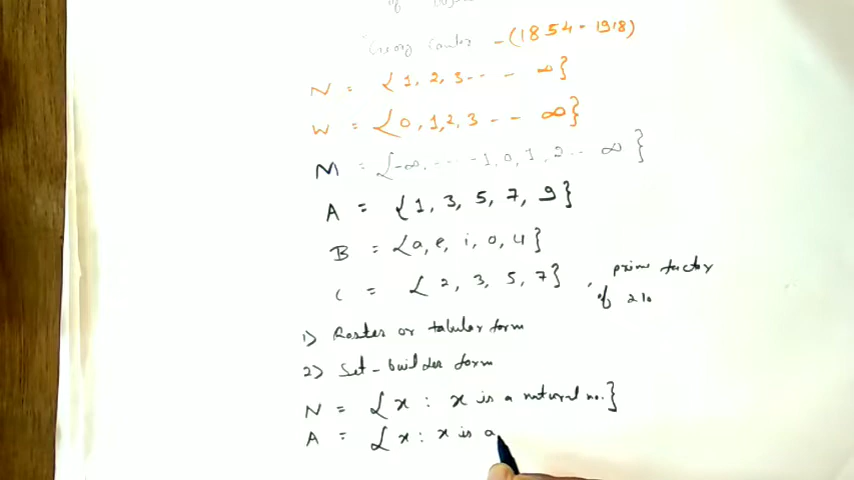 of
Georg Cantor - (1854 - 1918)
N = {1, 2, 3 - - - - ∞}
W = {0, 1, 2, 3 - - - ∞}
M = {-∞, - - - - -1, 0, 1, 2 - - ∞}
A = {1, 3, 5, 7, 9}
B = {a, e, i, o, u}
C = {2, 3, 5, 7}, prime factor of 210
1) Roster or tabular form
2) Set-builder form
N = {x : x is a natural no.}
A = {x : x is a